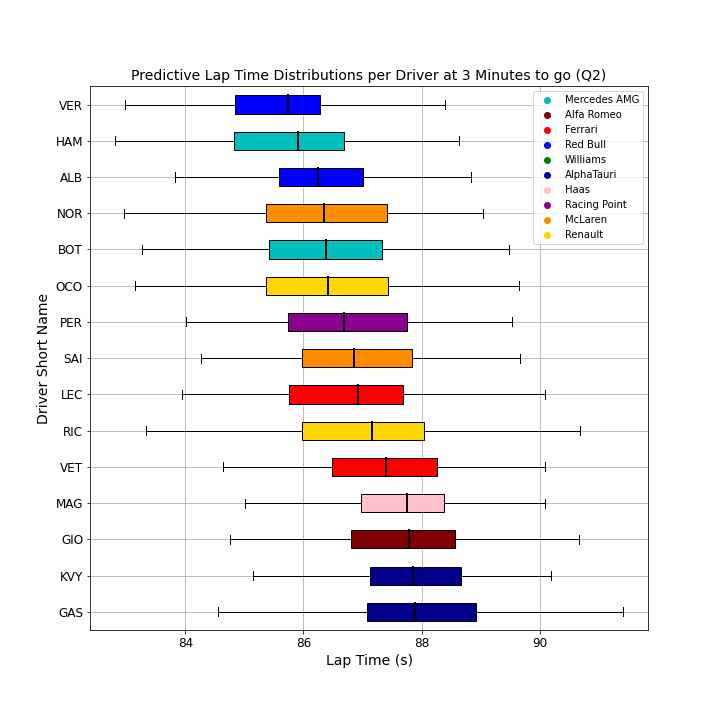 Predictive Lap Time Distributions per Driver at 3 Minutes to go (Q2)
VER
HAM
ALB
NOR
BOT
OCO
PER
SAI
LEC
RIC
VET
MAG
GIO
KVY
GAS
Driver Short Name
Mercedes AMG
Alfa Romeo
Ferrari
Red Bull
Williams
AlphaTauri
Haas
Racing Point
McLaren
Renault
84 86 88 90
Lap Time (s)